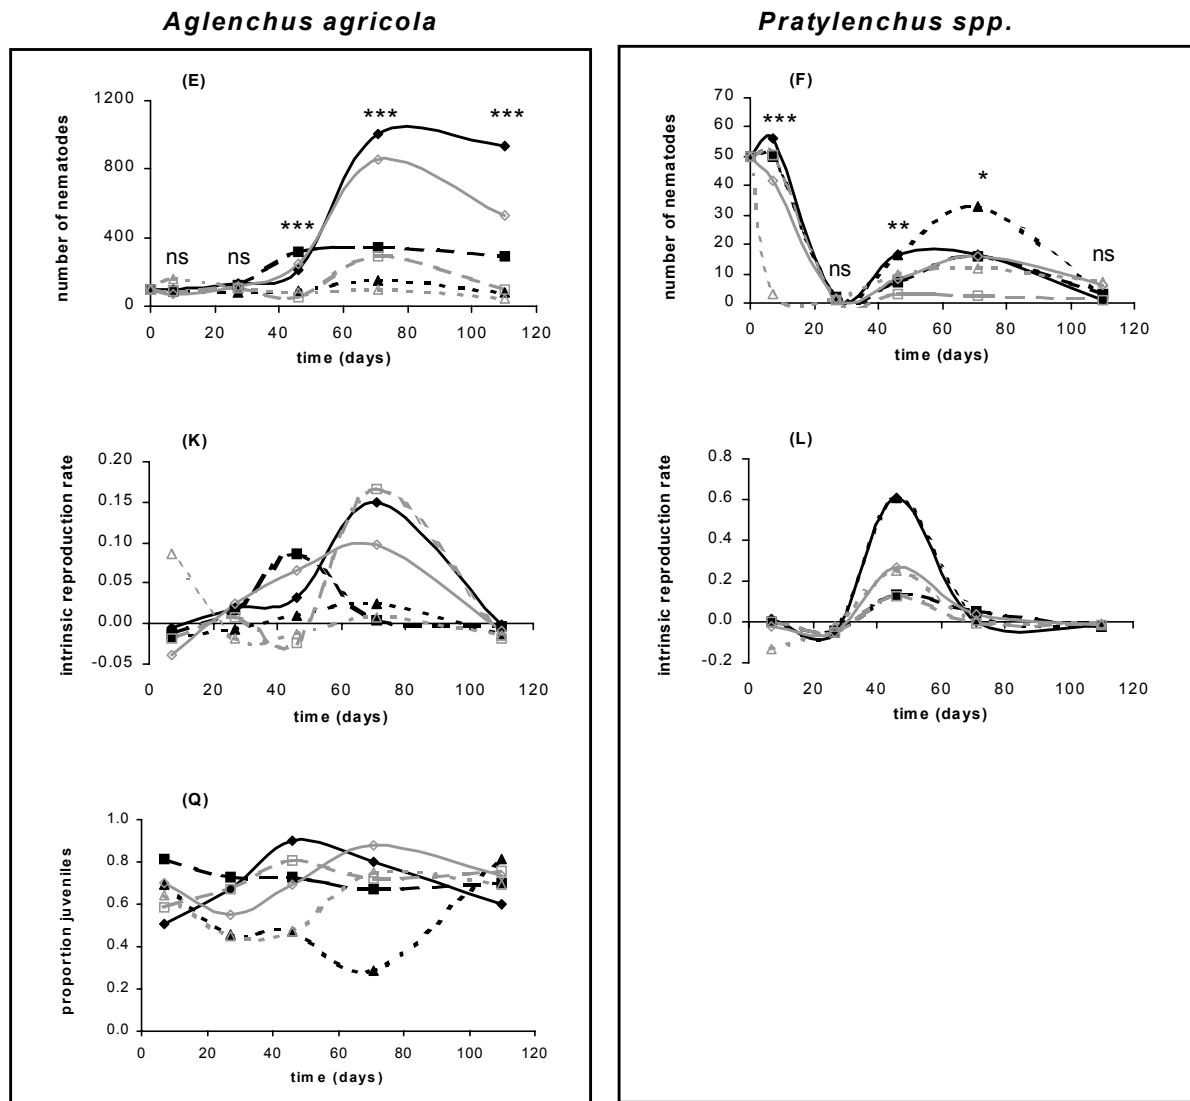 Aglenchus agricola
Pratylenchus spp.
(E)
number of nematodes
1200
800
400
0
ns
ns
***
***
***
0 20 40 60 80 100 120
time (days)
(F)
number of nematodes
70
60
50
40
30
20
10
0
***
ns
**
*
ns
0 20 40 60 80 100 120
time (days)
(K)
intrinsic reproduction rate
0.20
0.15
0.10
0.05
0.00
-0.05
0 20 40 60 80 100 120
time (days)
(L)
intrinsic reproduction rate
0.8
0.6
0.4
0.2
0.0
-0.2
0 20 40 60 80 100 120
time (days)
(Q)
proportion juveniles
1.0
0.8
0.6
0.4
0.2
0.0
0 20 40 60 80 100 120
time (days)